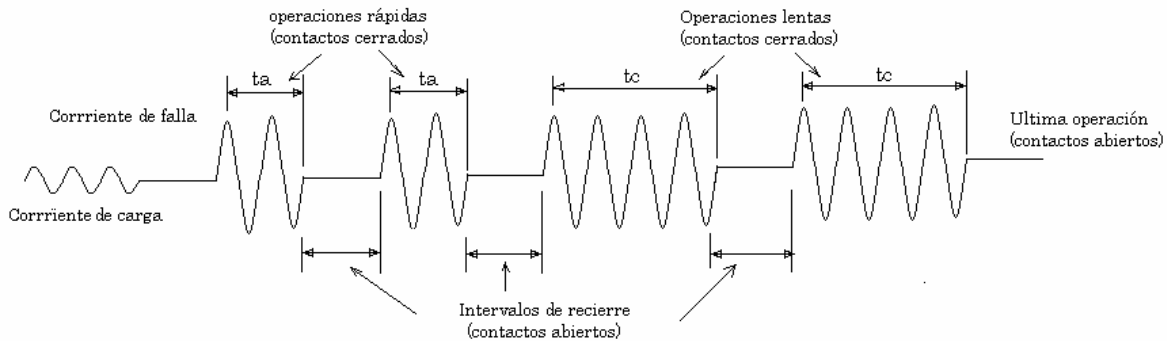 operaciones rápidas
(contactos cerrados)
Operaciones lentas
(contactos cerrados)
ta
ta
tc
tc
Corrriente de falla
Ultima operación
(contactos abiertos)
Corrrïente de carga
Intervalos de recierre
(contactos abiertos)